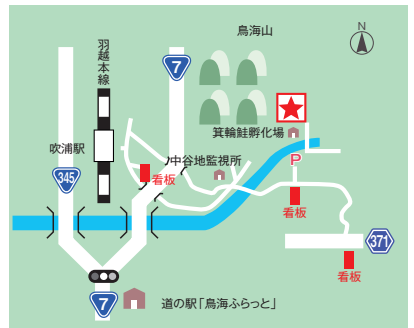 鳥海山
N
羽越本線
7
箕輪鮭孵化場
吹浦駅
中谷地監視所
P
345
看板
看板
371
看板
7
道の駅「鳥海ふらっと」